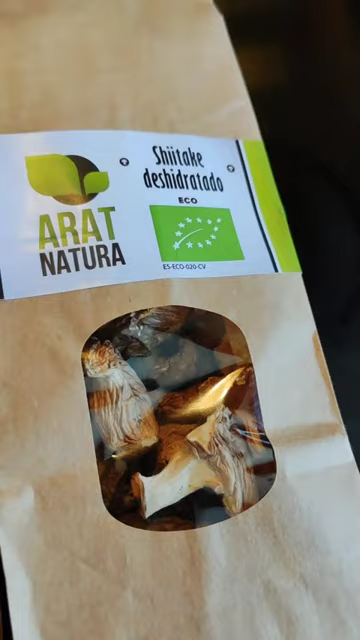 Shiitake
deshidratado
ECO
ES-ECO-020-CV
ARAT
NATURA